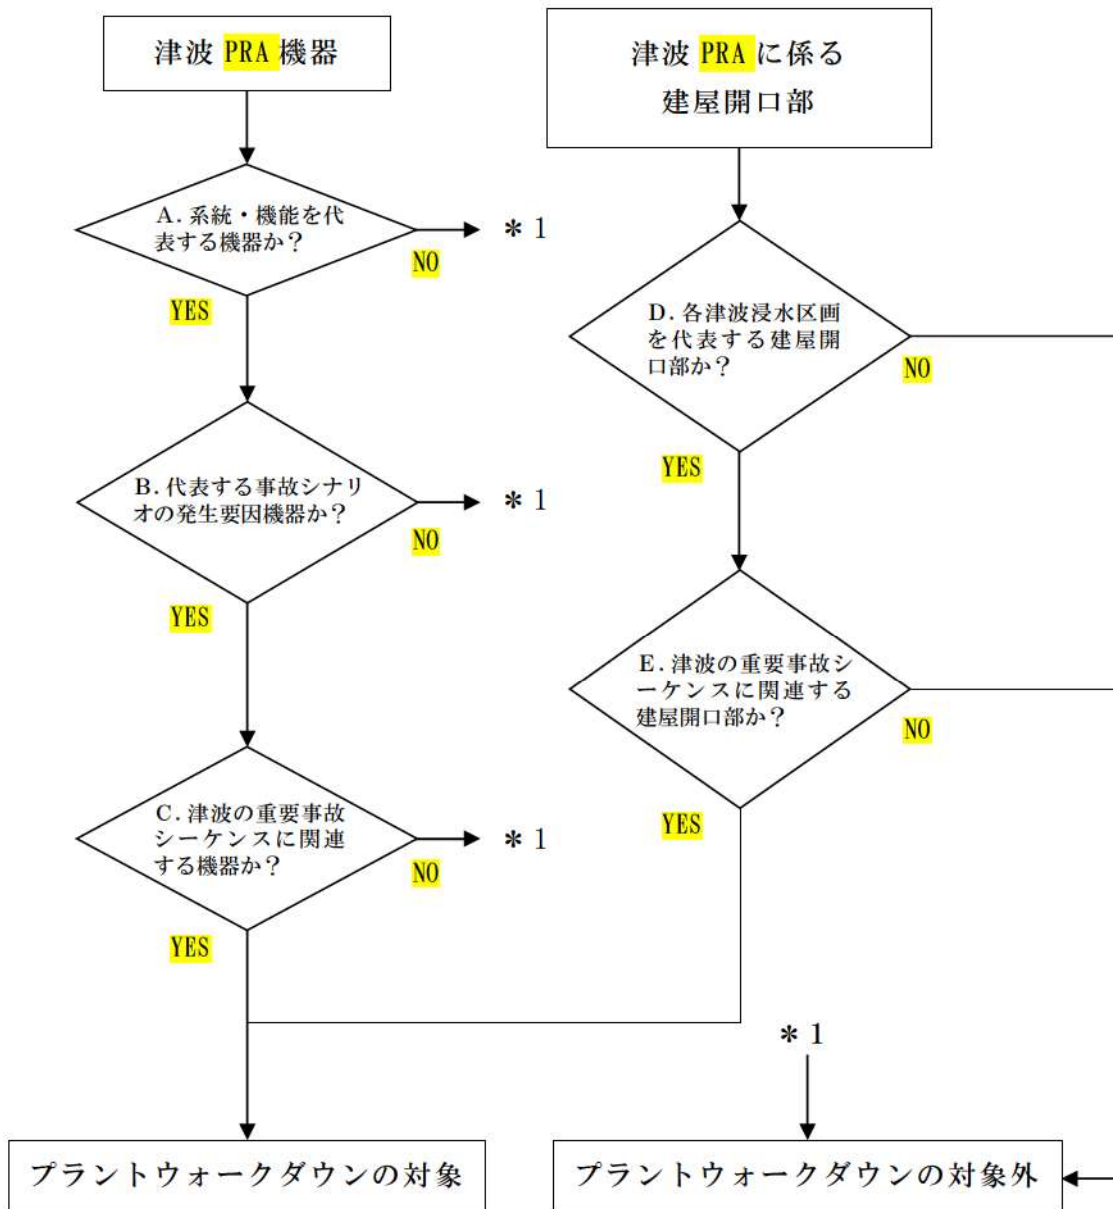 津波 PRA 機器
A. 系統・機能を代
表する機器か？
＊1
NO
YES
B. 代表する事故シナリ
オの発生要因機器か？
＊1
NO
YES
C. 津波の重要事故
シーケンスに関連
する機器か？
＊1
NO
YES
プラントウォークダウンの対象
津波 PRA に係る
建屋開口部
D. 各津波浸水区画
を代表する建屋開
口部か？
NO
YES
E. 津波の重要事故シ
ーケンスに関連する
建屋開口部か？
NO
YES
＊1
プラントウォークダウンの対象外